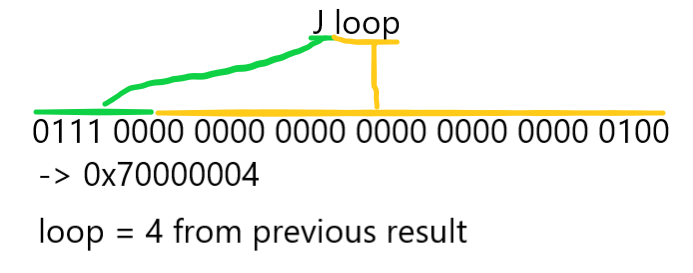 J loop
0111 0000 0000 0000 0000 0000 0000 0100
-> 0x70000004
loop = 4 from previous result